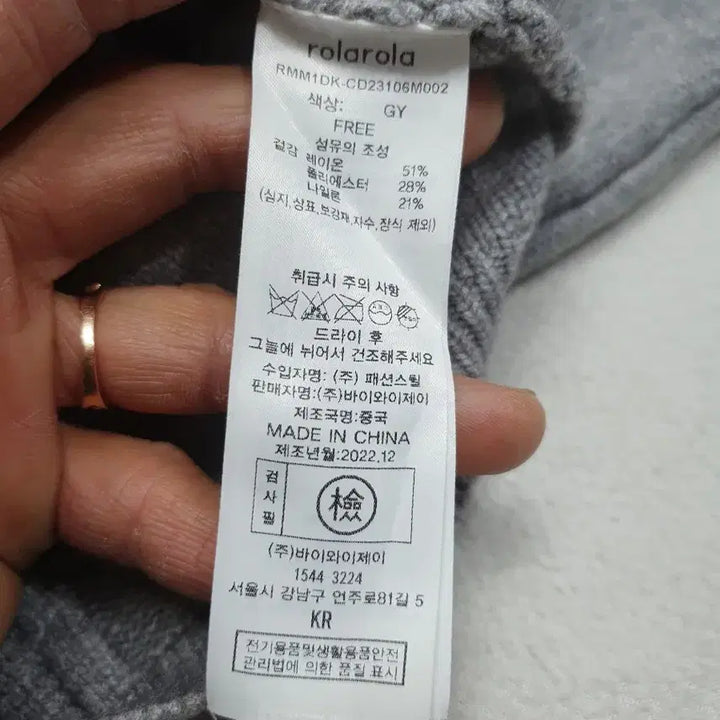 rolarola
RMM1DK-CD23106M002
색상: GY
FREE
섬유의 조성
겉감 레이온 51%
폴리에스터 28%
나일론 21%
(심지,상표,보강재,자수,장식 제외)
취급시 주의 사항
드라이 후
그늘에 뉘어서 건조해주세요
수입자명: (주) 패션스틸
판매자명:(주)바이와이제이
제조국명:중국
MADE IN CHINA
제조년월:2022.12
검사필
檢
(주)바이와이제이
1544 3224
서울시 강남구 언주로81길 5
KR
전기용품및생활용품안전
관리법에 의한 품질 표시